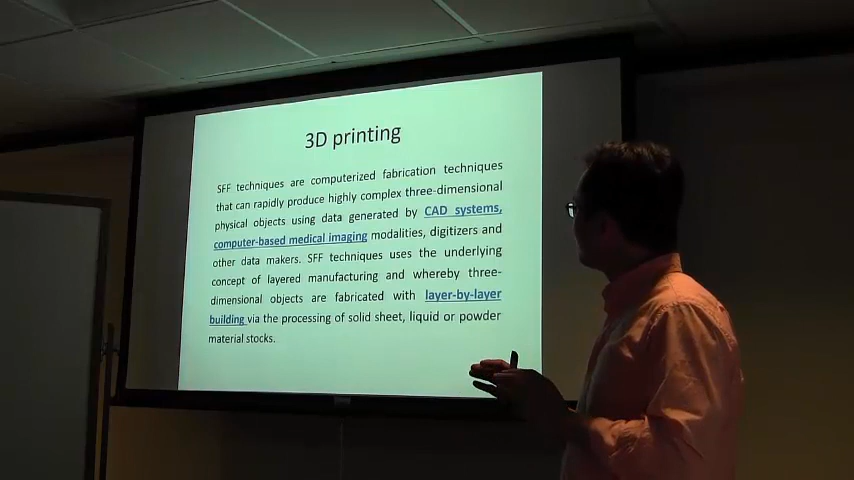 3D printing
SFF techniques are computerized fabrication techniques
that can rapidly produce highly complex three-dimensional
physical objects using data generated by CAD systems,
computer-based medical imaging modalities, digitizers and
other data makers. SFF techniques uses the underlying
concept of layered manufacturing and whereby three-
dimensional objects are fabricated with layer-by-layer
building via the processing of solid sheet, liquid or powder
material stocks.